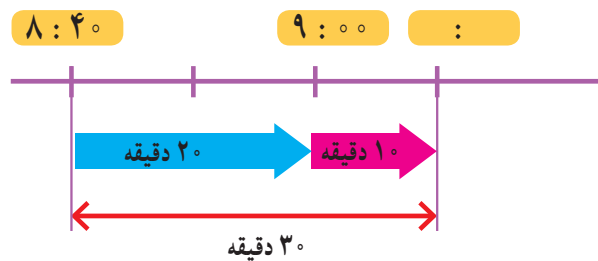 ۸ : ۴۰
۹ : ۰۰
:
۲۰ دقیقه
۱۰ دقیقه
۳۰ دقیقه